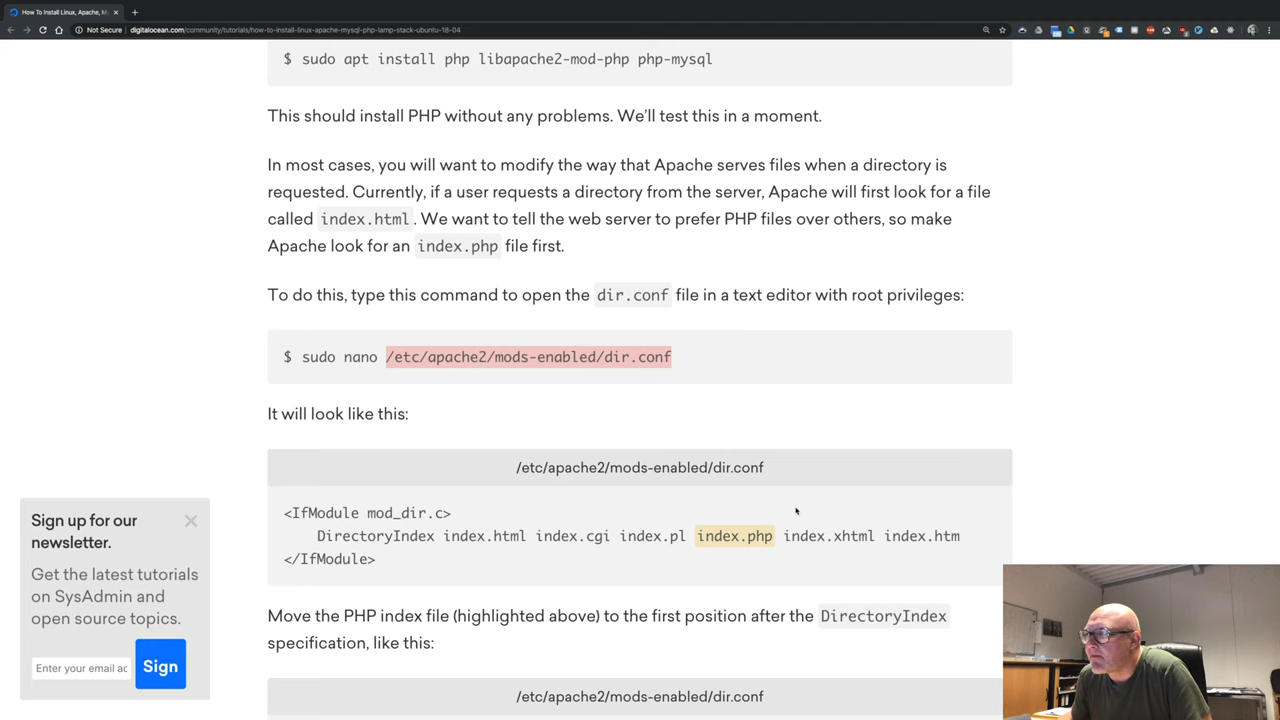 How To Install Linux, Apache, M
Not Secure digitalocean.com/community/tutorials/how-to-install-linux-apache-mysql-php-lamp-stack-ubuntu-18-04
$ sudo apt install php libapache2-mod-php php-mysql
This should install PHP without any problems. We’ll test this in a moment.
In most cases, you will want to modify the way that Apache serves files when a directory is
requested. Currently, if a user requests a directory from the server, Apache will first look for a file
called index.html. We want to tell the web server to prefer PHP files over others, so make
Apache look for an index.php file first.
To do this, type this command to open the dir.conf file in a text editor with root privileges:
$ sudo nano /etc/apache2/mods-enabled/dir.conf
It will look like this:
/etc/apache2/mods-enabled/dir.conf
<IfModule mod_dir.c>
DirectoryIndex index.html index.cgi index.pl index.php index.xhtml index.htm
</IfModule>
Move the PHP index file (highlighted above) to the first position after the DirectoryIndex
specification, like this:
/etc/apache2/mods-enabled/dir.conf
Sign up for our
newsletter.
Get the latest tutorials
on SysAdmin and
open source topics.
Enter your email ac
Sign